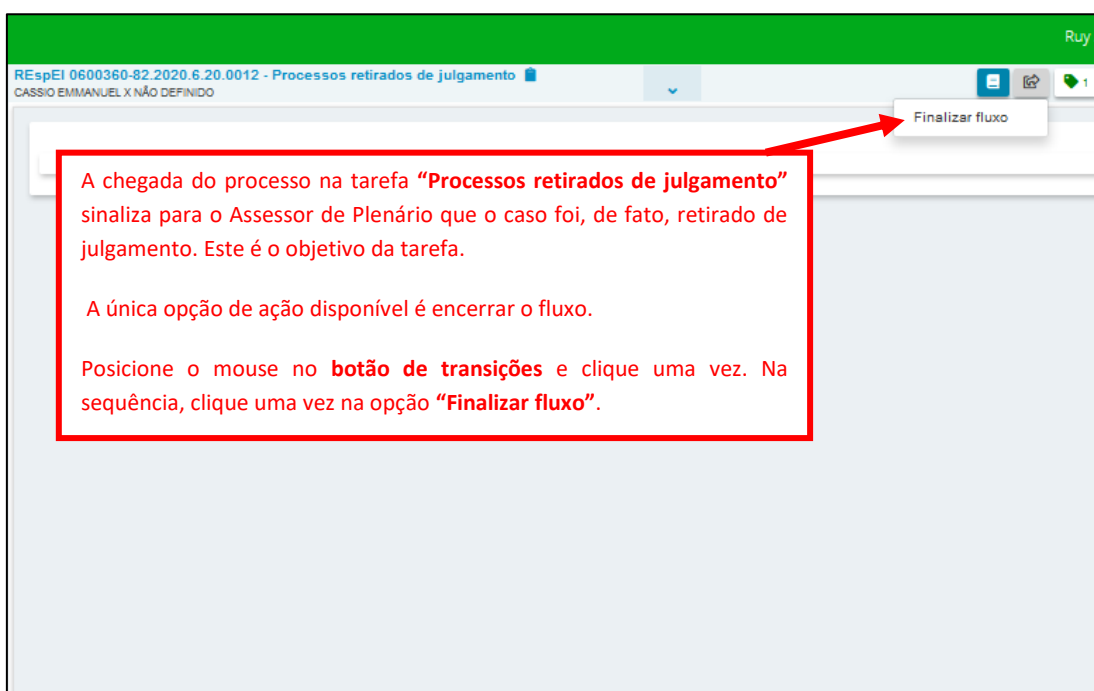 Ruy
REspEl 0600360-82.2020.6.20.0012 - Processos retirados de julgamento
CASSIO EMMANUEL X NÃO DEFINIDO
1
Finalizar fluxo
A chegada do processo na tarefa “Processos retirados de julgamento”
sinaliza para o Assessor de Plenário que o caso foi, de fato, retirado de
julgamento. Este é o objetivo da tarefa.
A única opção de ação disponível é encerrar o fluxo.
Posicione o mouse no botão de transições e clique uma vez. Na
sequência, clique uma vez na opção “Finalizar fluxo”.